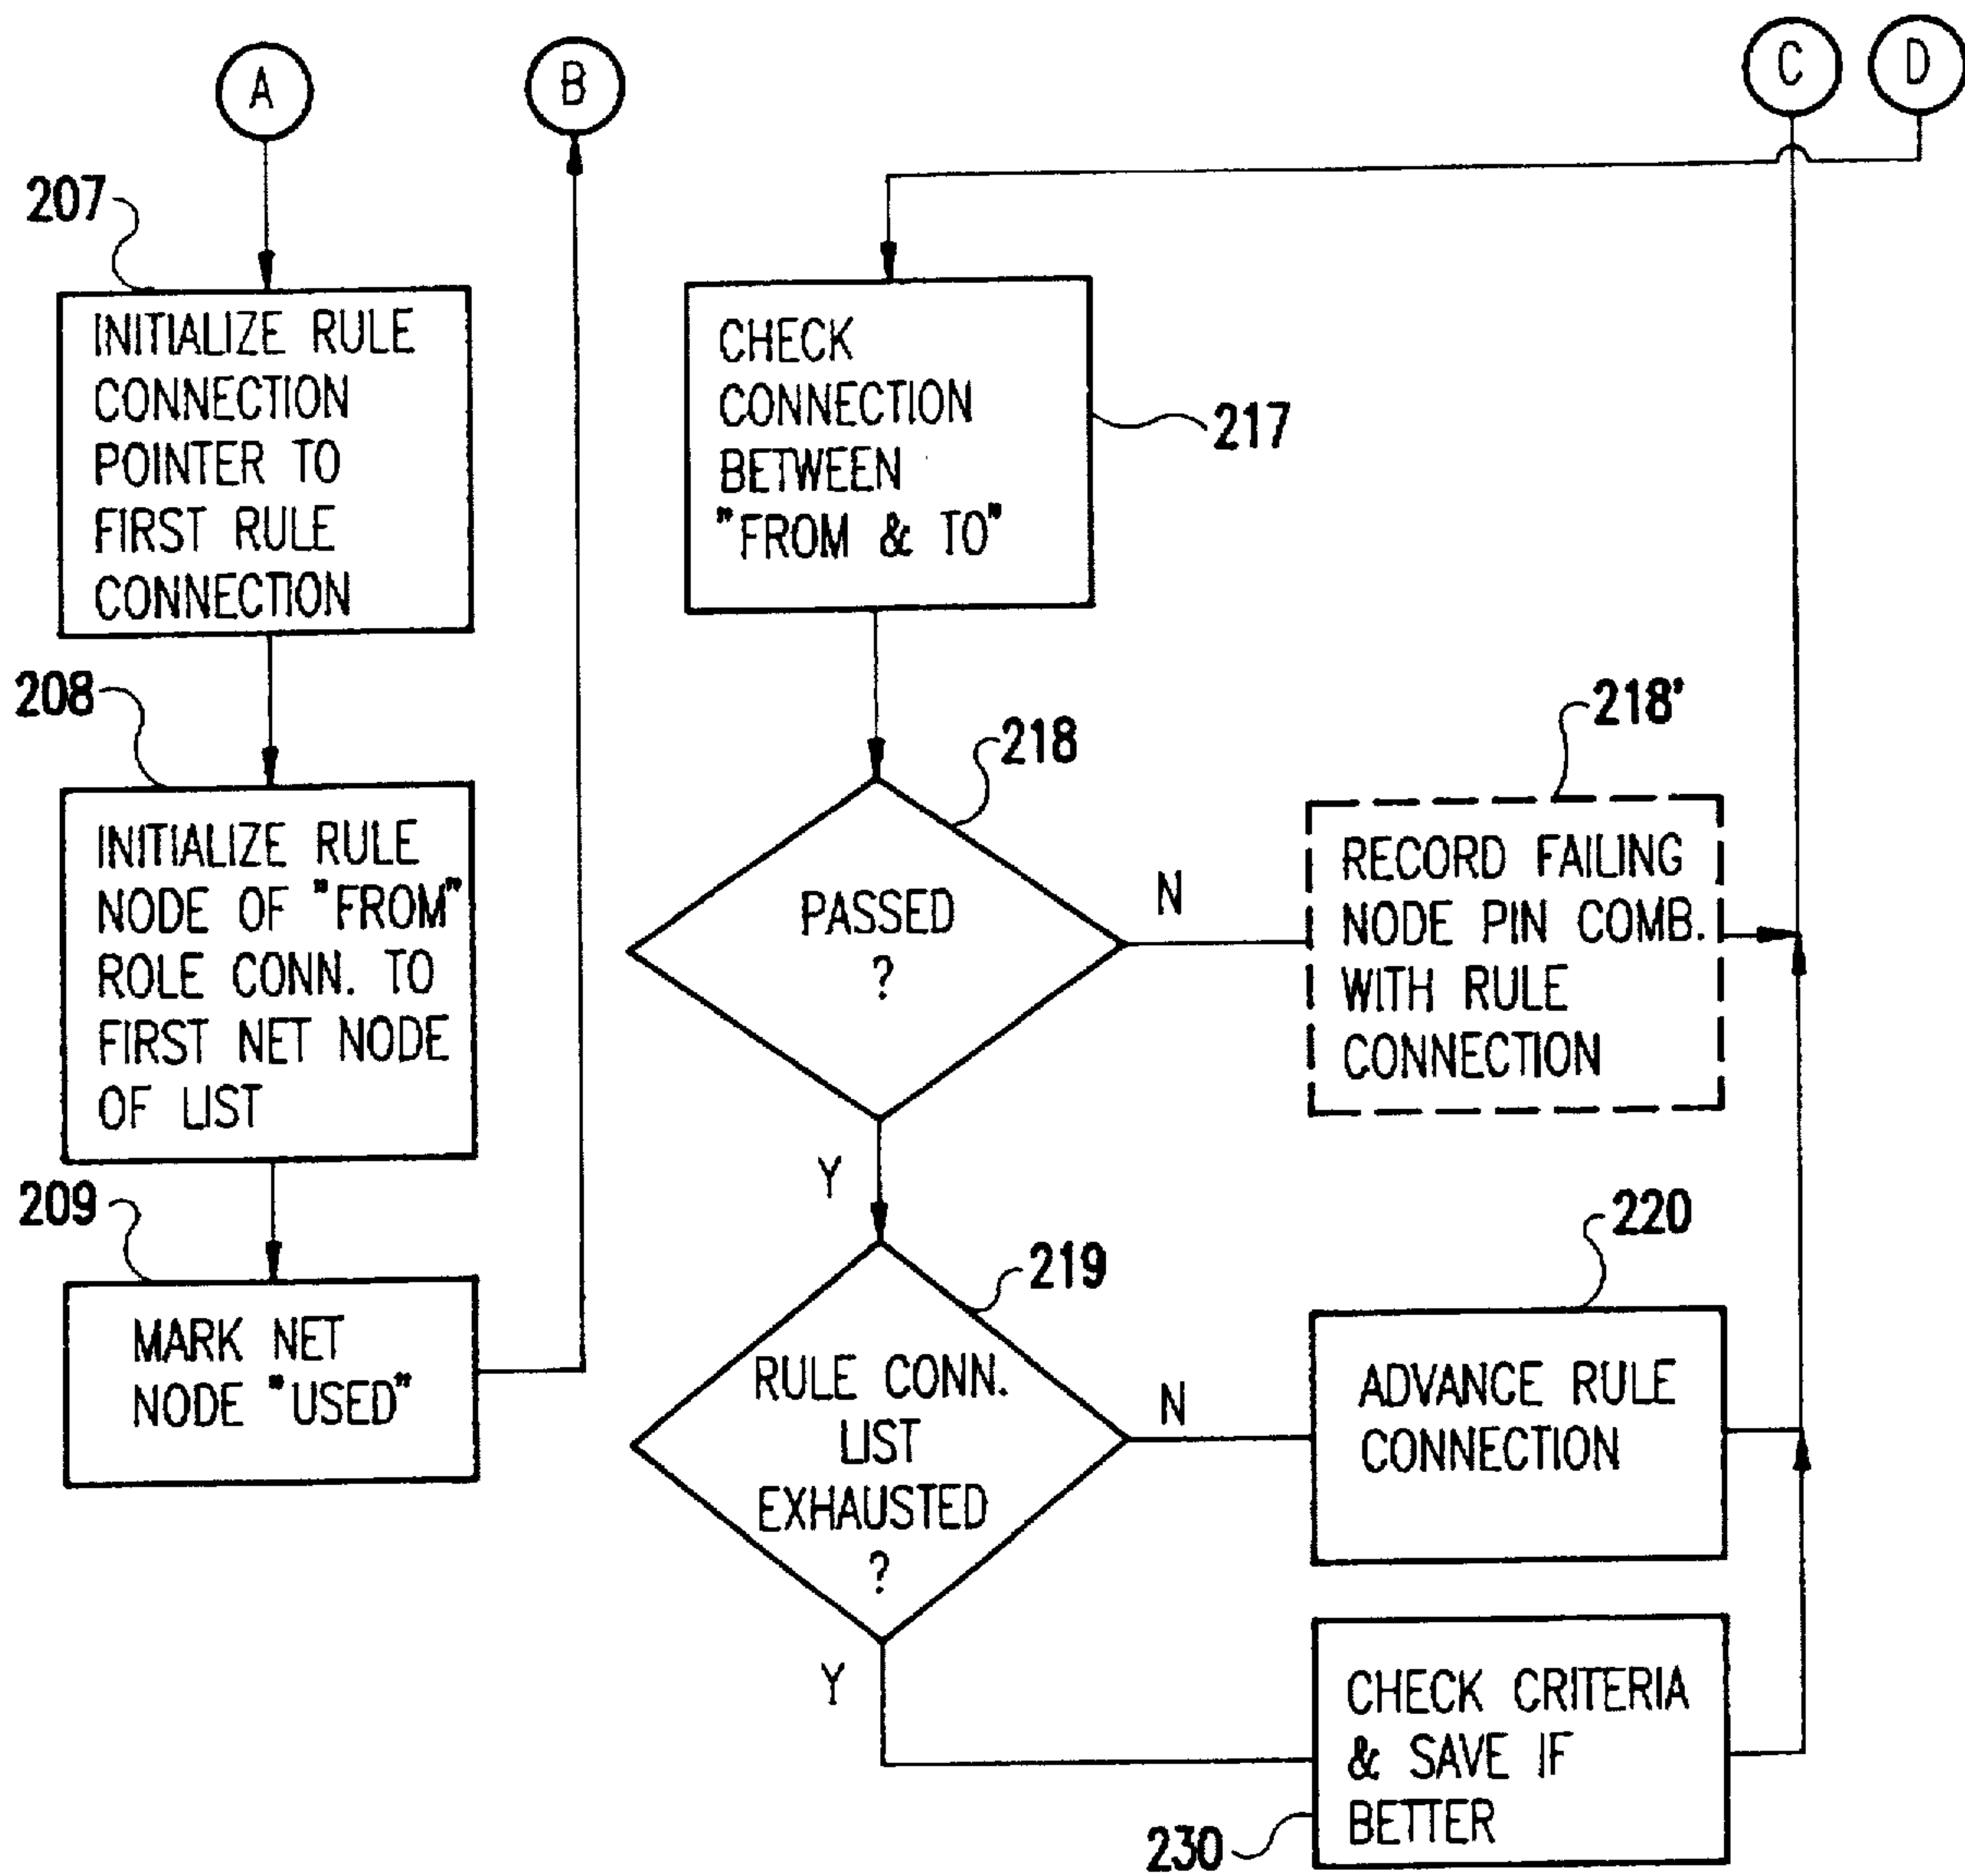 A
B
C
D
207
INITIALIZE RULE
CONNECTION
POINTER TO
FIRST RULE
CONNECTION
208
INITIALIZE RULE
NODE OF "FROM"
ROLE CONN. TO
FIRST NET NODE
OF LIST
209
MARK NET
NODE "USED"
CHECK
CONNECTION
BETWEEN
"FROM & TO"
217
218
PASSED
?
N
Y
218'
RECORD FAILING
NODE PIN COMB.
WITH RULE
CONNECTION
219
RULE CONN.
LIST
EXHAUSTED
?
N
Y
220
ADVANCE RULE
CONNECTION
CHECK CRITERIA
& SAVE IF
BETTER
230